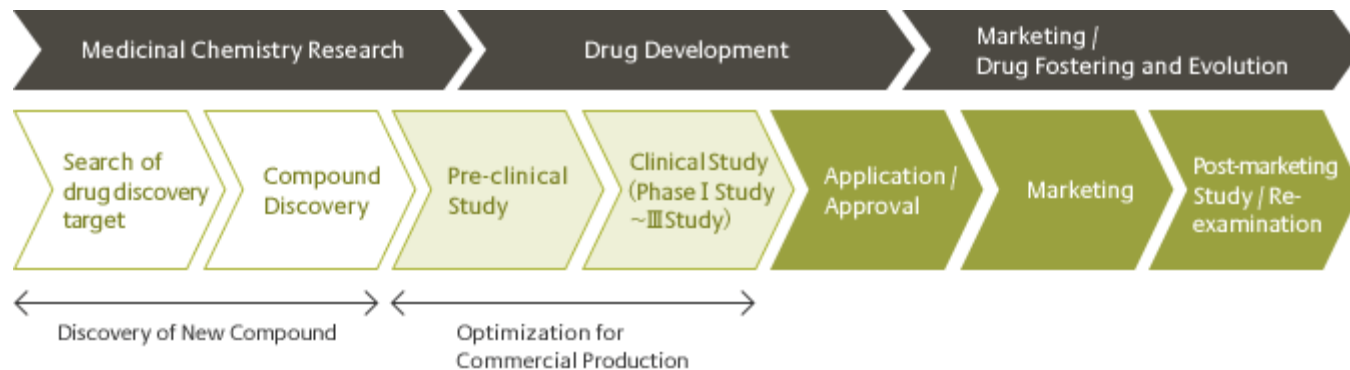 Medicinal Chemistry Research
Drug Development
Marketing /
Drug Fostering and Evolution
Search of
drug discovery
target
Compound
Discovery
Pre-clinical
Study
Clinical Study
(Phase Ⅰ Study
~Ⅲ Study)
Application /
Approval
Marketing
Post-marketing
Study / Re-
examination
Discovery of New Compound
Optimization for
Commercial Production